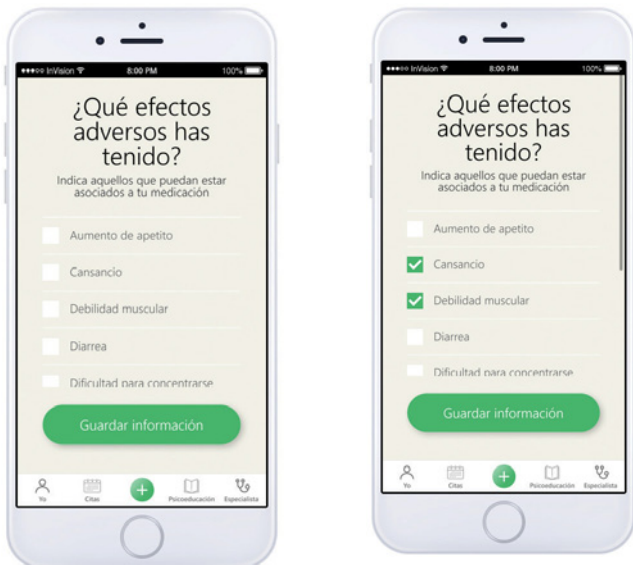 InVision 8:00 PM 100%
¿Qué efectos
adversos has
tenido?
Indica aquellos que puedan estar
asociados a tu medicación
Aumento de apetito
Cansancio
Debilidad muscular
Diarrea
Dificultad para concentrarse
Guardar información
Yo Citas Psicoeducación Especialista
InVision 8:00 PM 100%
¿Qué efectos
adversos has
tenido?
Indica aquellos que puedan estar
asociados a tu medicación
Aumento de apetito
Cansancio
Debilidad muscular
Diarrea
Dificultad para concentrarse
Guardar información
Yo Citas Psicoeducación Especialista